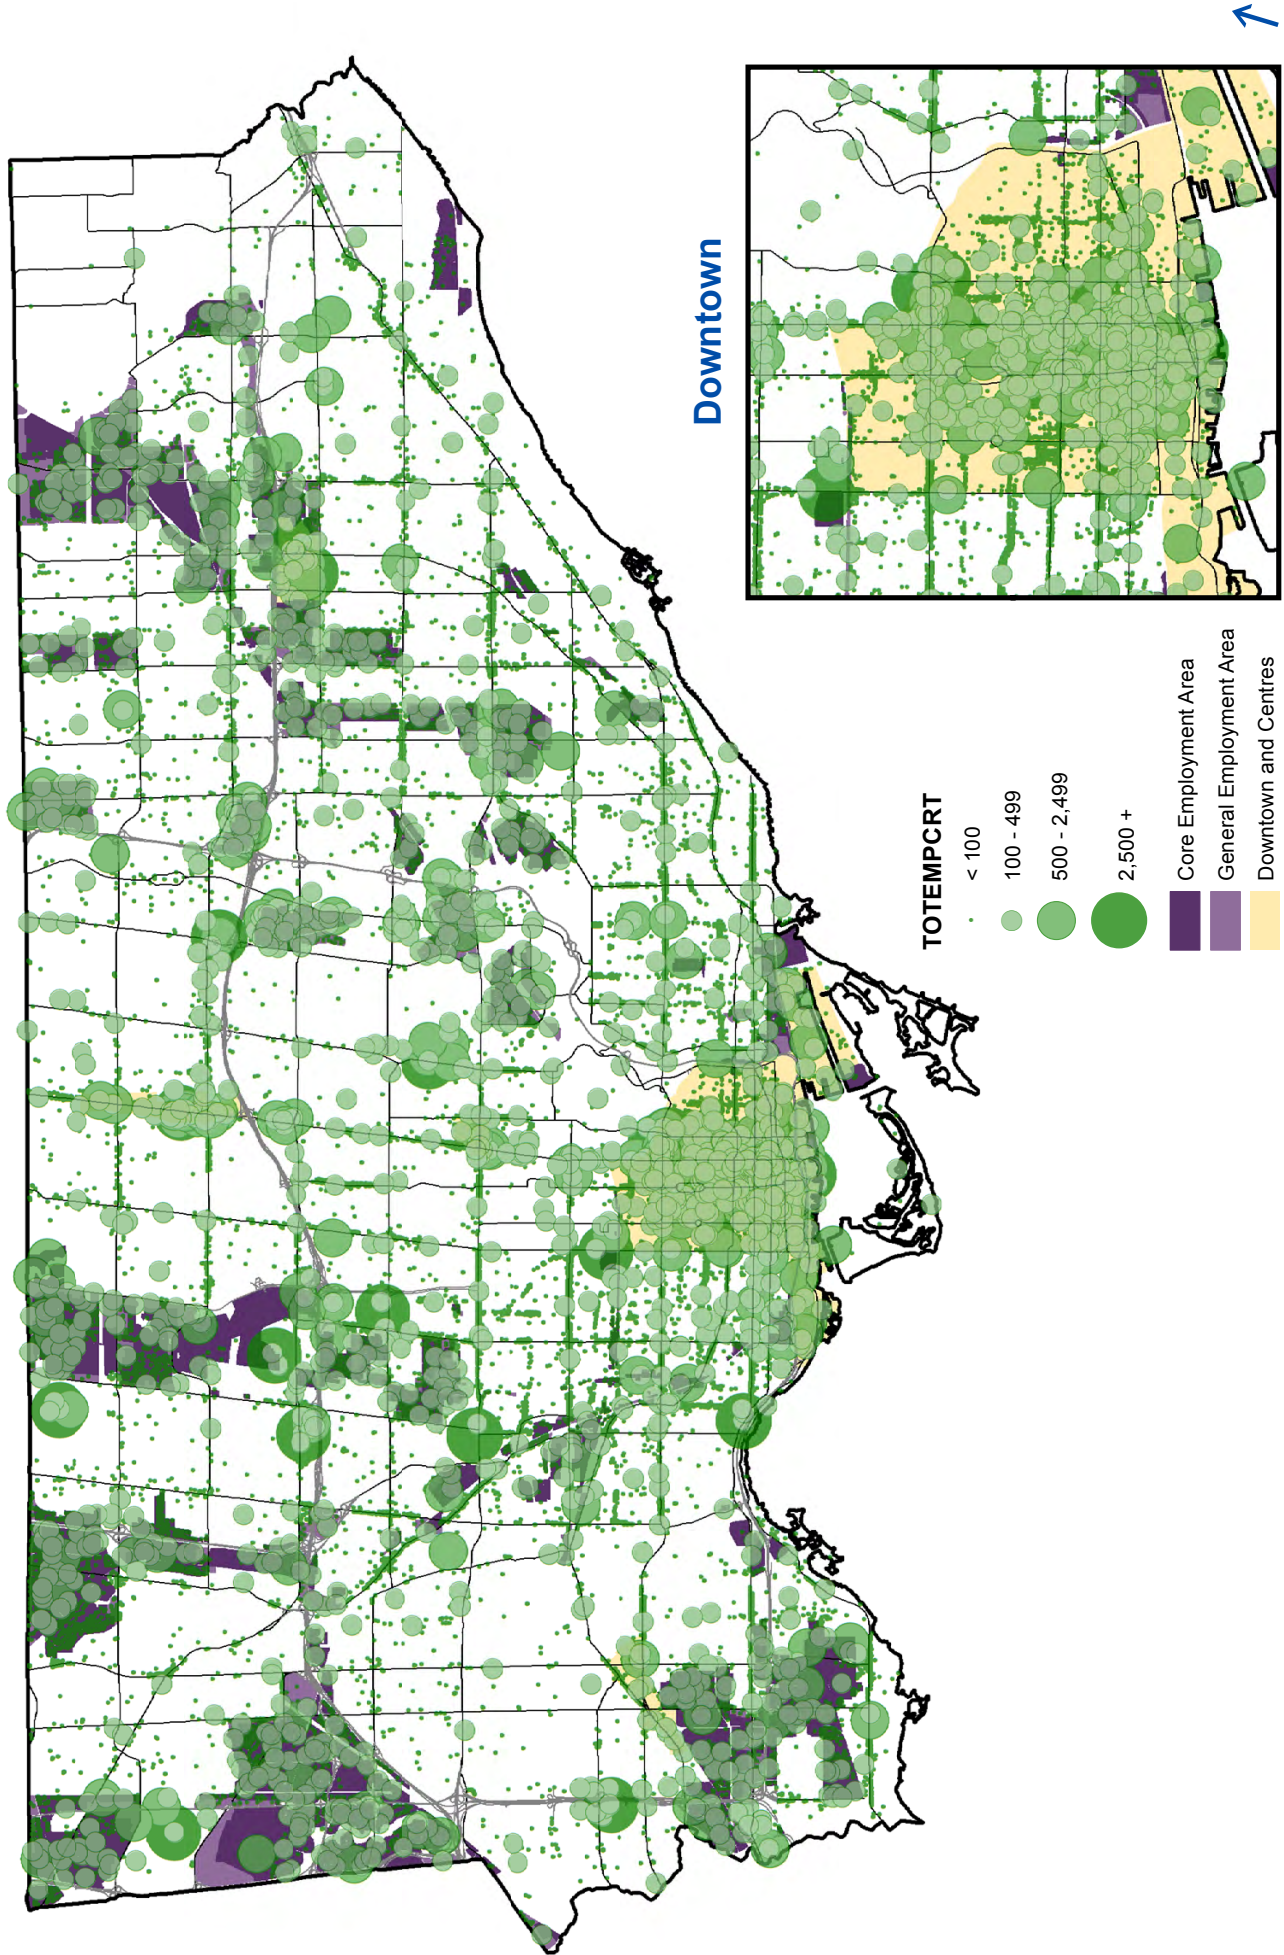 Downtown
TOTEMPCRT
< 100
100 - 499
500 - 2,499
2,500 +
Core Employment Area
General Employment Area
Downtown and Centres